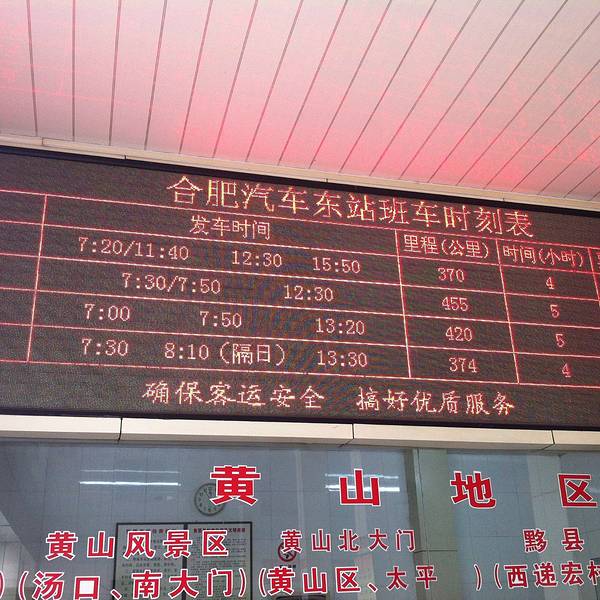 合肥汽车东站班车时刻表
发车时间 里程(公里) 时间(小时)
7:20/11:40 12:30 15:50 370 4
7:30/7:50 12:30 455 5
7:00 7:50 13:20 420 5
7:30 8:10(隔日) 13:30 374 4
确保客运安全 搞好优质服务
黄山地区
黄山风景区 黄山北大门 黟县
)(汤口、南大门)(黄山区、太平 )(西递宏村